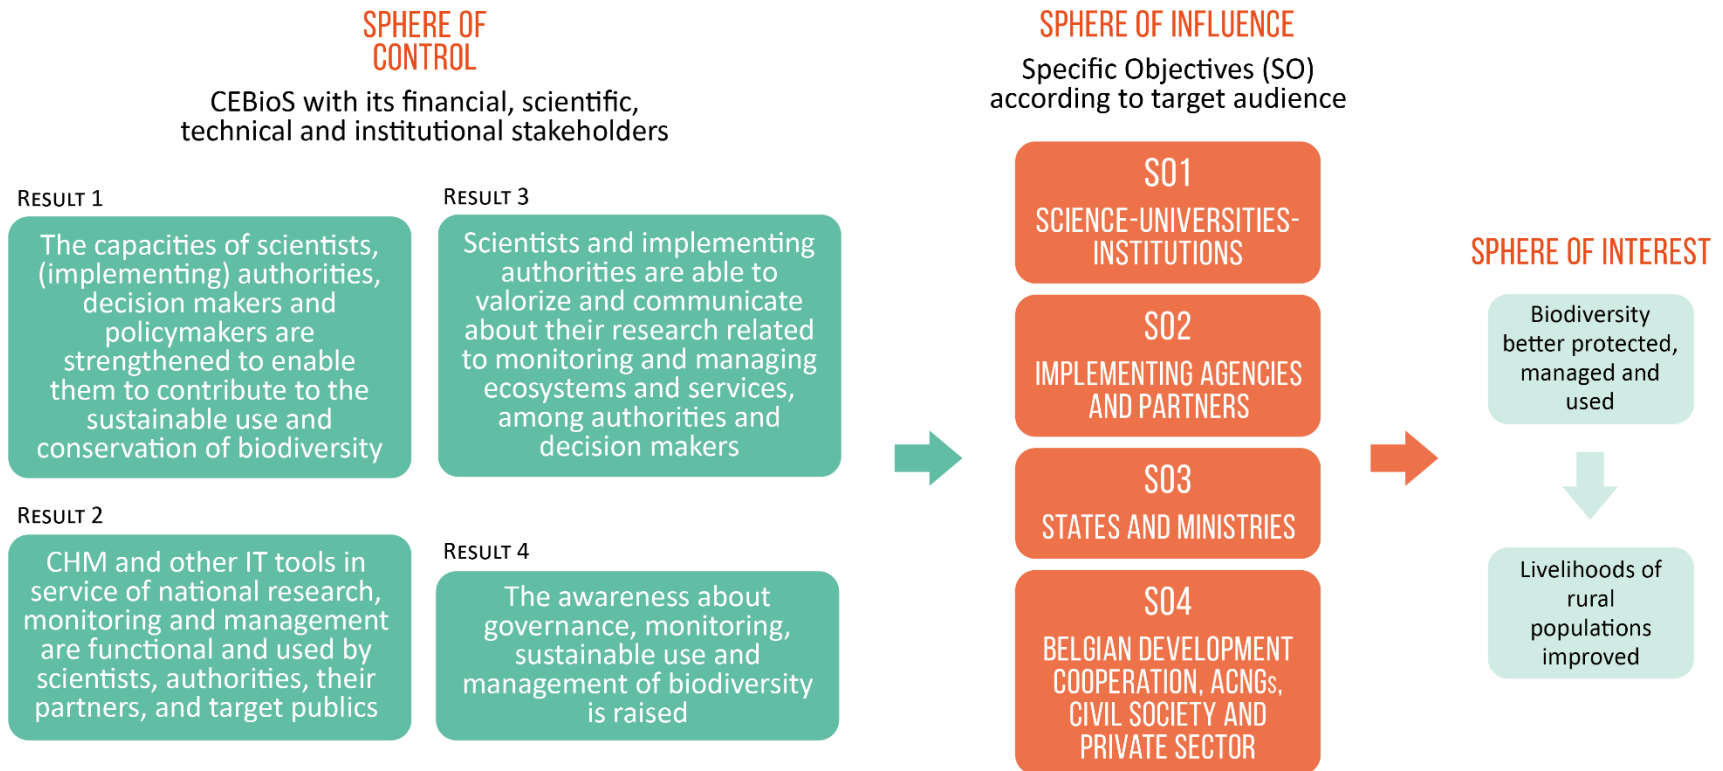 SPHERE OF
CONTROL
CEBioS with its financial, scientific,
technical and institutional stakeholders
RESULT 1
The capacities of scientists,
(implementing) authorities,
decision makers and
policymakers are
strengthened to enable
them to contribute to the
sustainable use and
conservation of biodiversity
RESULT 2
CHM and other IT tools in
service of national research,
monitoring and management
are functional and used by
scientists, authorities, their
partners, and target publics
RESULT 3
Scientists and implementing
authorities are able to
valorize and communicate
about their research related
to monitoring and managing
ecosystems and services,
among authorities and
decision makers
RESULT 4
The awareness about
governance, monitoring,
sustainable use and
management of biodiversity
is raised
SPHERE OF INFLUENCE
Specific Objectives (SO)
according to target audience
SO1
SCIENCE-UNIVERSITIES-
INSTITUTIONS
SO2
IMPLEMENTING AGENCIES
AND PARTNERS
SO3
STATES AND MINISTRIES
SO4
BELGIAN DEVELOPMENT
COOPERATION, ACNGs,
CIVIL SOCIETY AND
PRIVATE SECTOR
SPHERE OF INTEREST
Biodiversity
better protected,
managed and
used
Livelihoods of
rural
populations
improved